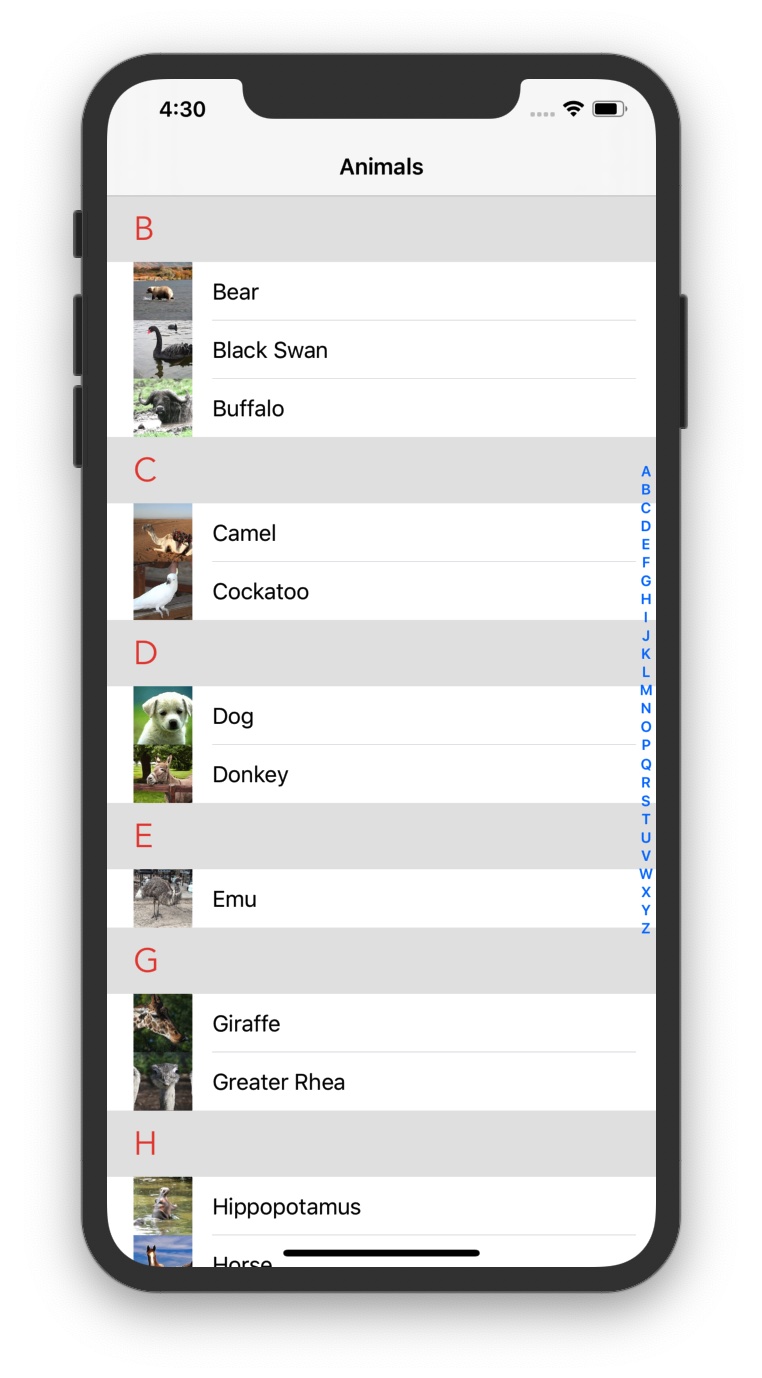 4:30
Animals
B
Bear
Black Swan
Buffalo
C
Camel
Cockatoo
D
Dog
Donkey
E
Emu
G
Giraffe
Greater Rhea
H
Hippopotamus
Horse
A
B
C
D
E
F
G
H
I
J
K
L
M
N
O
P
Q
R
S
T
U
V
W
X
Y
Z